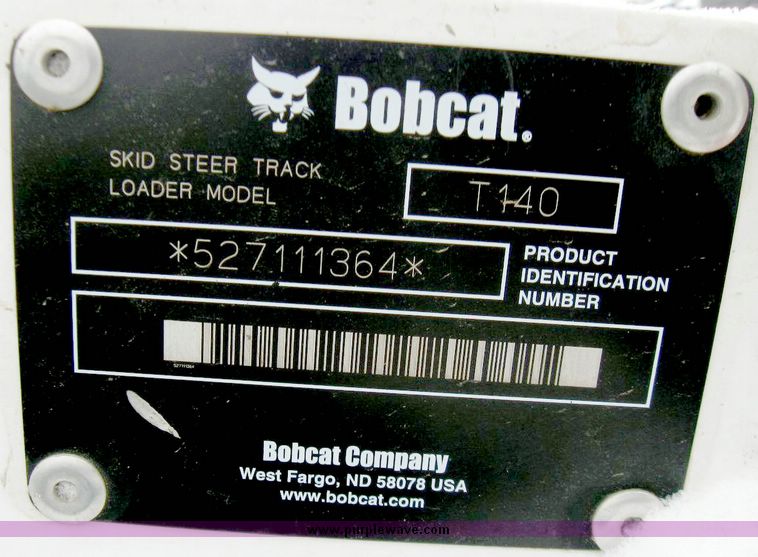 Bobcat®
SKID STEER TRACK
LOADER MODEL
T140
*527111364*
PRODUCT
IDENTIFICATION
NUMBER
527111364
Bobcat Company
West Fargo, ND 58078 USA
www.bobcat.com
www.purplewave.com